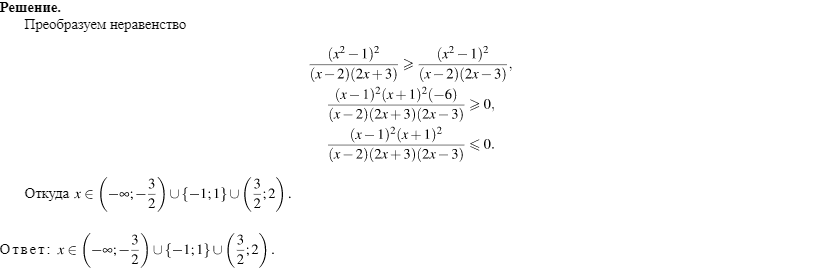 Решение.
Преобразуем неравенство
(x² − 1)² / (x − 2)(2x + 3) ⩾ (x² − 1)² / (x − 2)(2x − 3),
(x − 1)²(x + 1)²(−6) / (x − 2)(2x + 3)(2x − 3) ⩾ 0,
(x − 1)²(x + 1)² / (x − 2)(2x + 3)(2x − 3) ⩽ 0.
Откуда x ∈ (−∞; −3/2) ∪ {−1; 1} ∪ (3/2; 2).
Ответ: x ∈ (−∞; −3/2) ∪ {−1; 1} ∪ (3/2; 2).